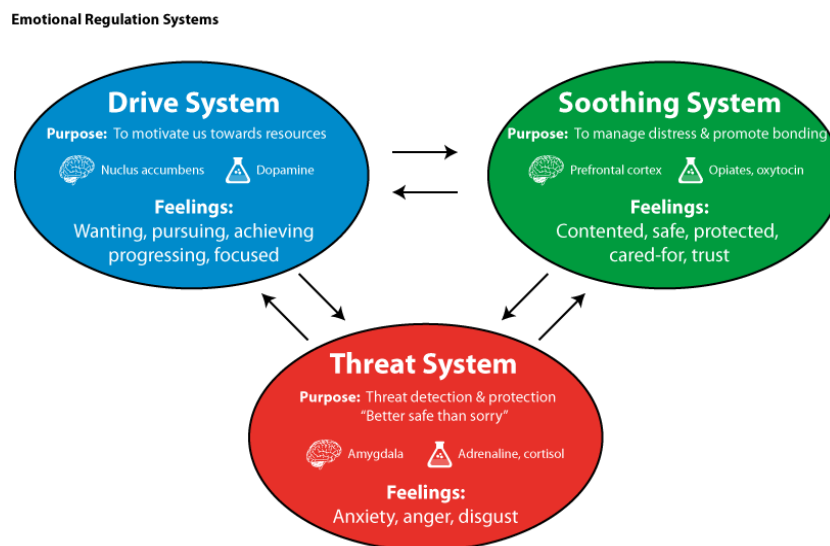 Emotional Regulation Systems
Drive System
Purpose: To motivate us towards resources
Nuclus accumbens
Dopamine
Feelings:
Wanting, pursuing, achieving
progressing, focused
Soothing System
Purpose: To manage distress & promote bonding
Prefrontal cortex
Opiates, oxytocin
Feelings:
Contented, safe, protected,
cared-for, trust
Threat System
Purpose: Threat detection & protection
“Better safe than sorry”
Amygdala
Adrenaline, cortisol
Feelings:
Anxiety, anger, disgust